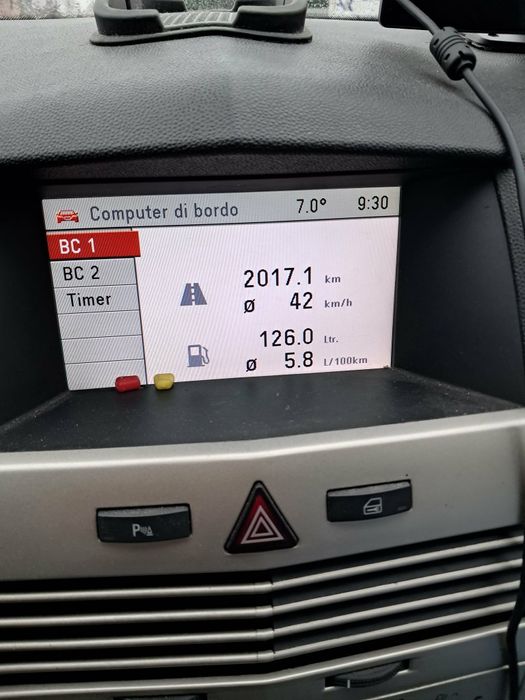 Computer di bordo 7.0° 9:30
BC 1
BC 2
Timer
2017.1 km
Ø 42 km/h
126.0 Ltr.
Ø 5.8 L/100km
P